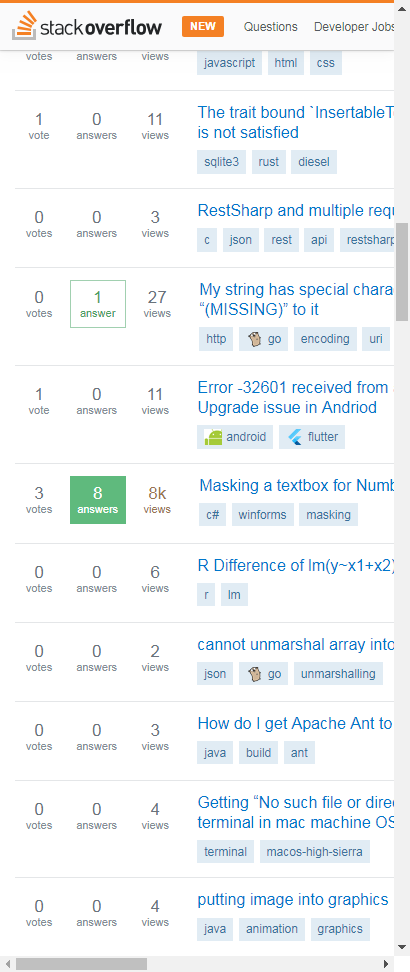 stackoverflow NEW Questions Developer Jobs
votes answers views
javascript html css
1 0 11 The trait bound `InsertableT
vote answers views is not satisfied
sqlite3 rust diesel
0 0 3 RestSharp and multiple requ
votes answers views
c json rest api restsharp
0 1 27 My string has special chara
votes answer views “(MISSING)” to it
http go encoding uri
1 0 11 Error -32601 received from
vote answers views Upgrade issue in Andriod
android flutter
3 8 8k Masking a textbox for Numb
votes answers views
c# winforms masking
0 0 6 R Difference of lm(y~x1+x2)
votes answers views
r lm
0 0 2 cannot unmarshal array into
votes answers views
json go unmarshalling
0 0 3 How do I get Apache Ant to
votes answers views
java build ant
0 0 4 Getting “No such file or dire
votes answers views terminal in mac machine OS
terminal macos-high-sierra
0 0 4 putting image into graphics
votes answers views
java animation graphics